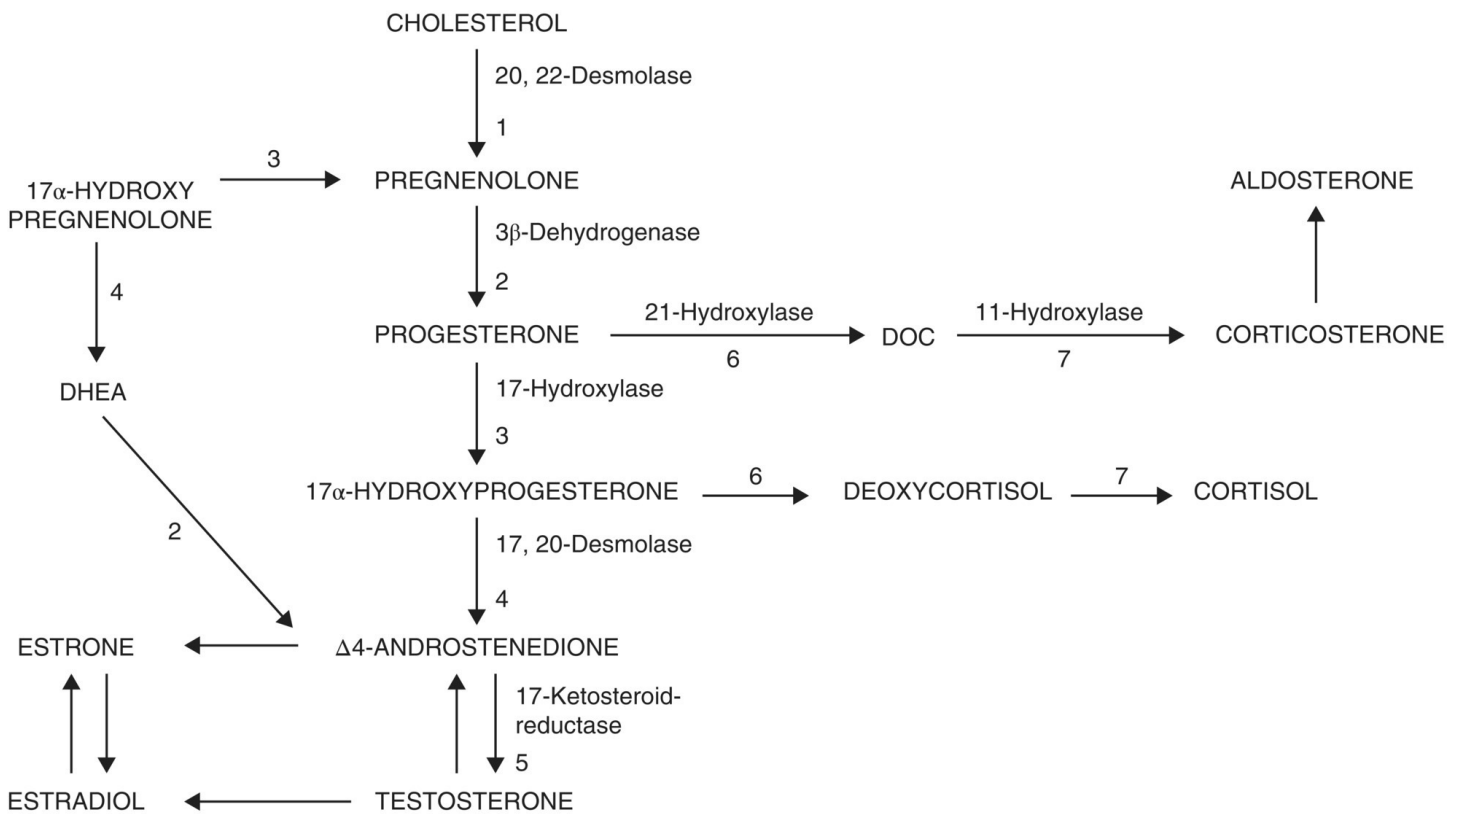 CHOLESTEROL
20, 22-Desmolase
1
3
17α-HYDROXY
PREGNENOLONE
PREGNENOLONE
ALDOSTERONE
3β-Dehydrogenase
4
2
21-Hydroxylase
11-Hydroxylase
PROGESTERONE
DOC
CORTICOSTERONE
6
7
DHEA
17-Hydroxylase
3
17α-HYDROXYPROGESTERONE
6
DEOXYCORTISOL
7
CORTISOL
2
17, 20-Desmolase
4
ESTRONE
Δ4-ANDROSTENEDIONE
17-Ketosteroid-
reductase
5
ESTRADIOL
TESTOSTERONE